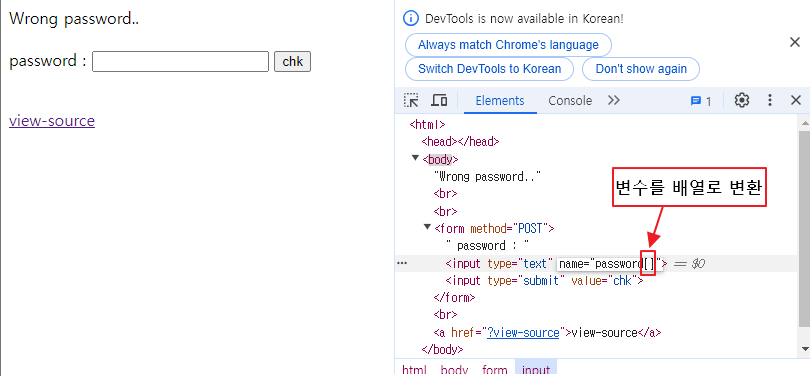 Wrong password..
password : chk
view-source
DevTools is now available in Korean!
Always match Chrome's language
Switch DevTools to Korean Don't show again
Elements Console 1
<html>
<head></head>
<body>
"Wrong password.."
<br>
<br>
<form method="POST">
" password : "
<input type="text" name="password[]"> == $0
<input type="submit" value="chk">
</form>
<br>
<a href="?view-source">view-source</a>
</body>
변수를 배열로 변환
html body form input